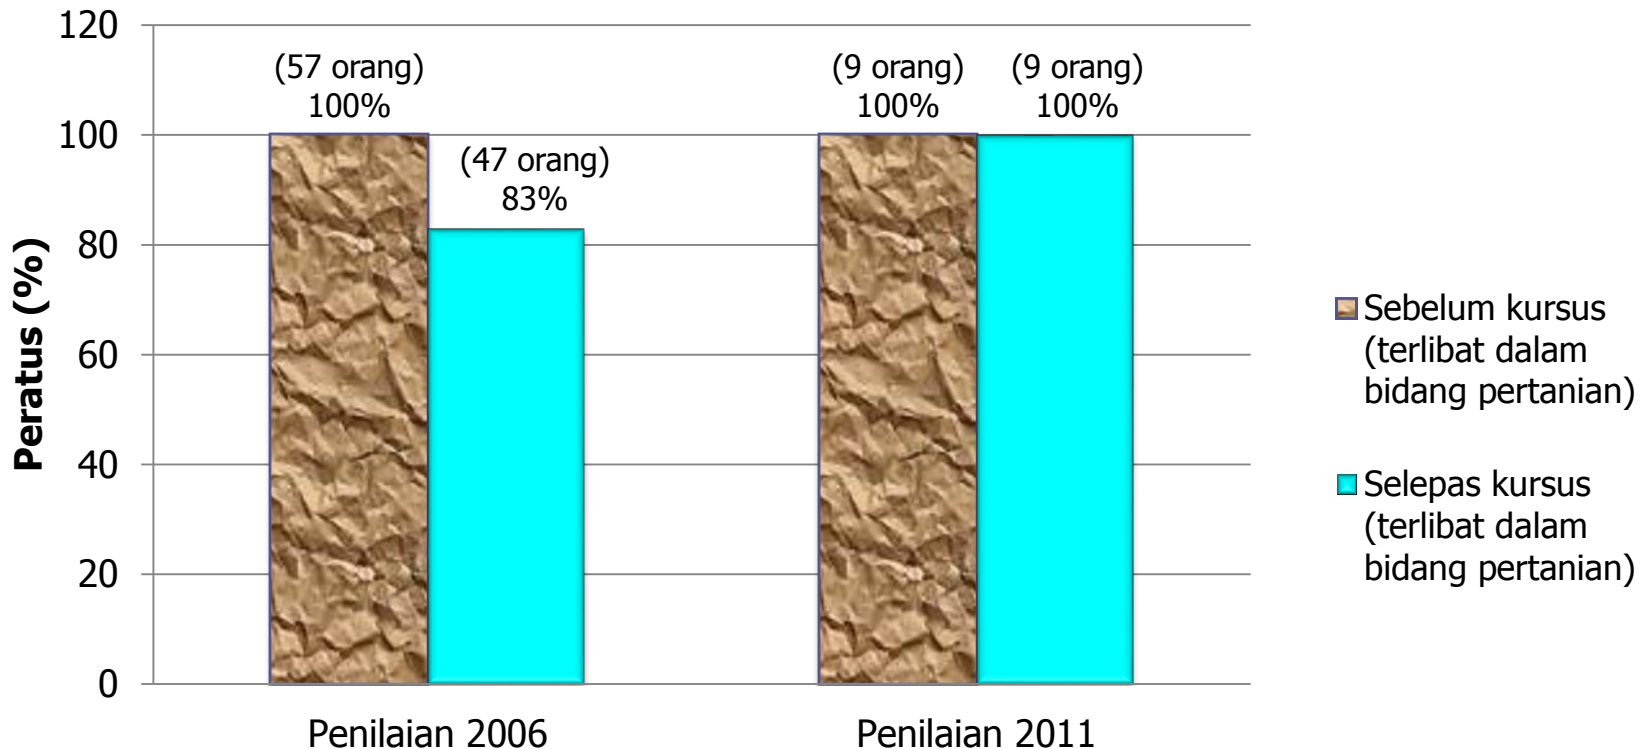 Peratus (%)
120
100
80
60
40
20
0
(57 orang)
100%
(47 orang)
83%
(9 orang)
100%
(9 orang)
100%
Penilaian 2006
Penilaian 2011
Sebelum kursus
(terlibat dalam
bidang pertanian)
Selepas kursus
(terlibat dalam
bidang pertanian)